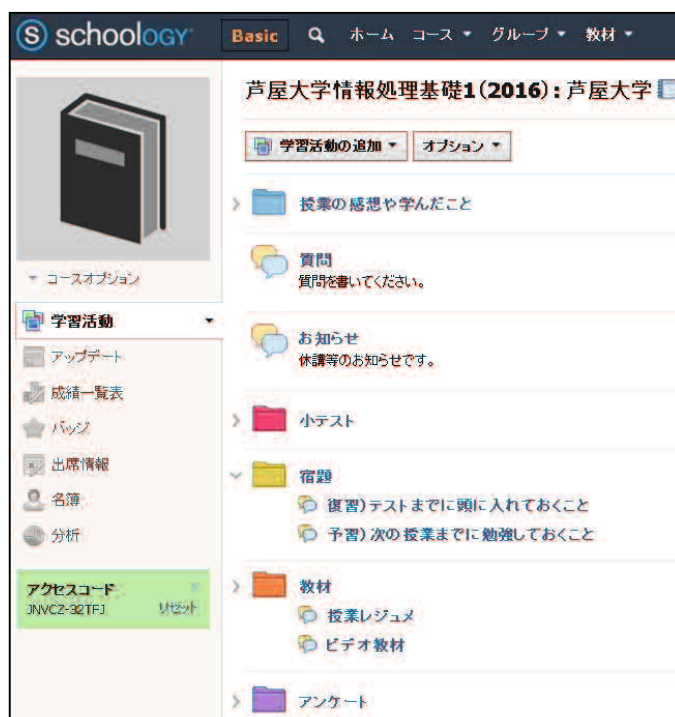 S schoology Basic ホーム コース グループ 教材
芦屋大学情報処理基礎1(2016):芦屋大学
学習活動の追加 オプション
授業の感想や学んだこと
質問
質問を書いてください。
お知らせ
休講等のお知らせです。
小テスト
宿題
復習)テストまでに頭に入れておくこと
予習)次の授業までに勉強しておくこと
教材
授業レジュメ
ビデオ教材
アンケート
コースオプション
学習活動
アップデート
成績一覧表
バッジ
出席情報
名簿
分析
アクセスコード
JNVCZ-32TFJ リセット